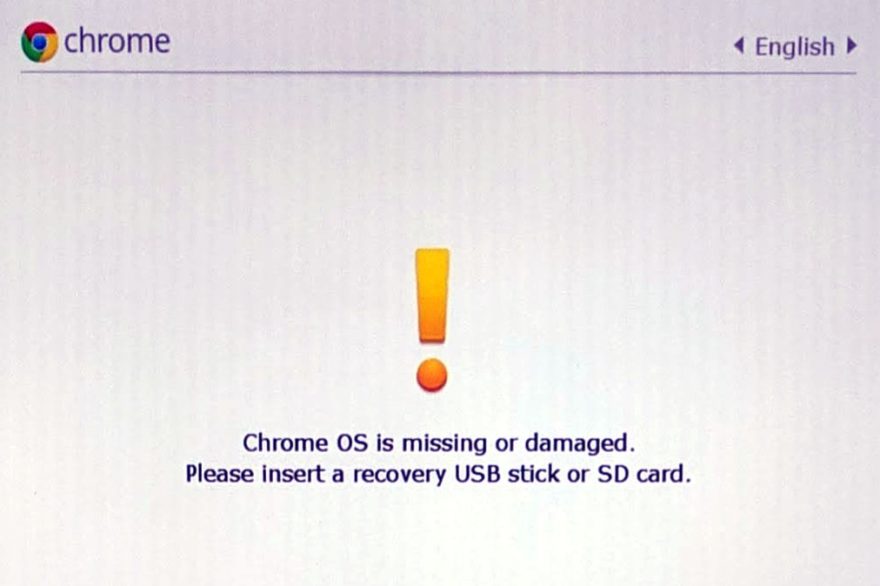 chrome
English
Chrome OS is missing or damaged.
Please insert a recovery USB stick or SD card.